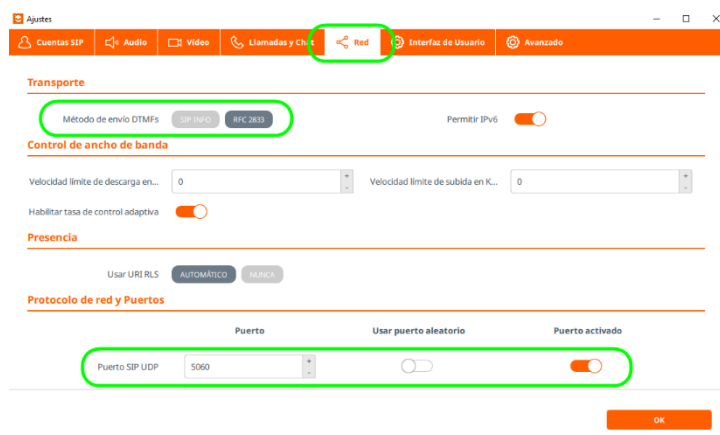 Ajustes
Cuentas SIP Audio Vídeo Llamadas y Chat Red Interfaz de Usuario Avanzado
Transporte
Método de envío DTMFs SIP INFO RFC 2833 Permitir IPv6
Control de ancho de banda
Velocidad límite de descarga en... 0 Velocidad límite de subida en K... 0
Habilitar tasa de control adaptiva
Presencia
Usar URI RLS AUTOMÁTICO NUNCA
Protocolo de red y Puertos
Puerto Usar puerto aleatorio Puerto activado
Puerto SIP UDP 5060
OK